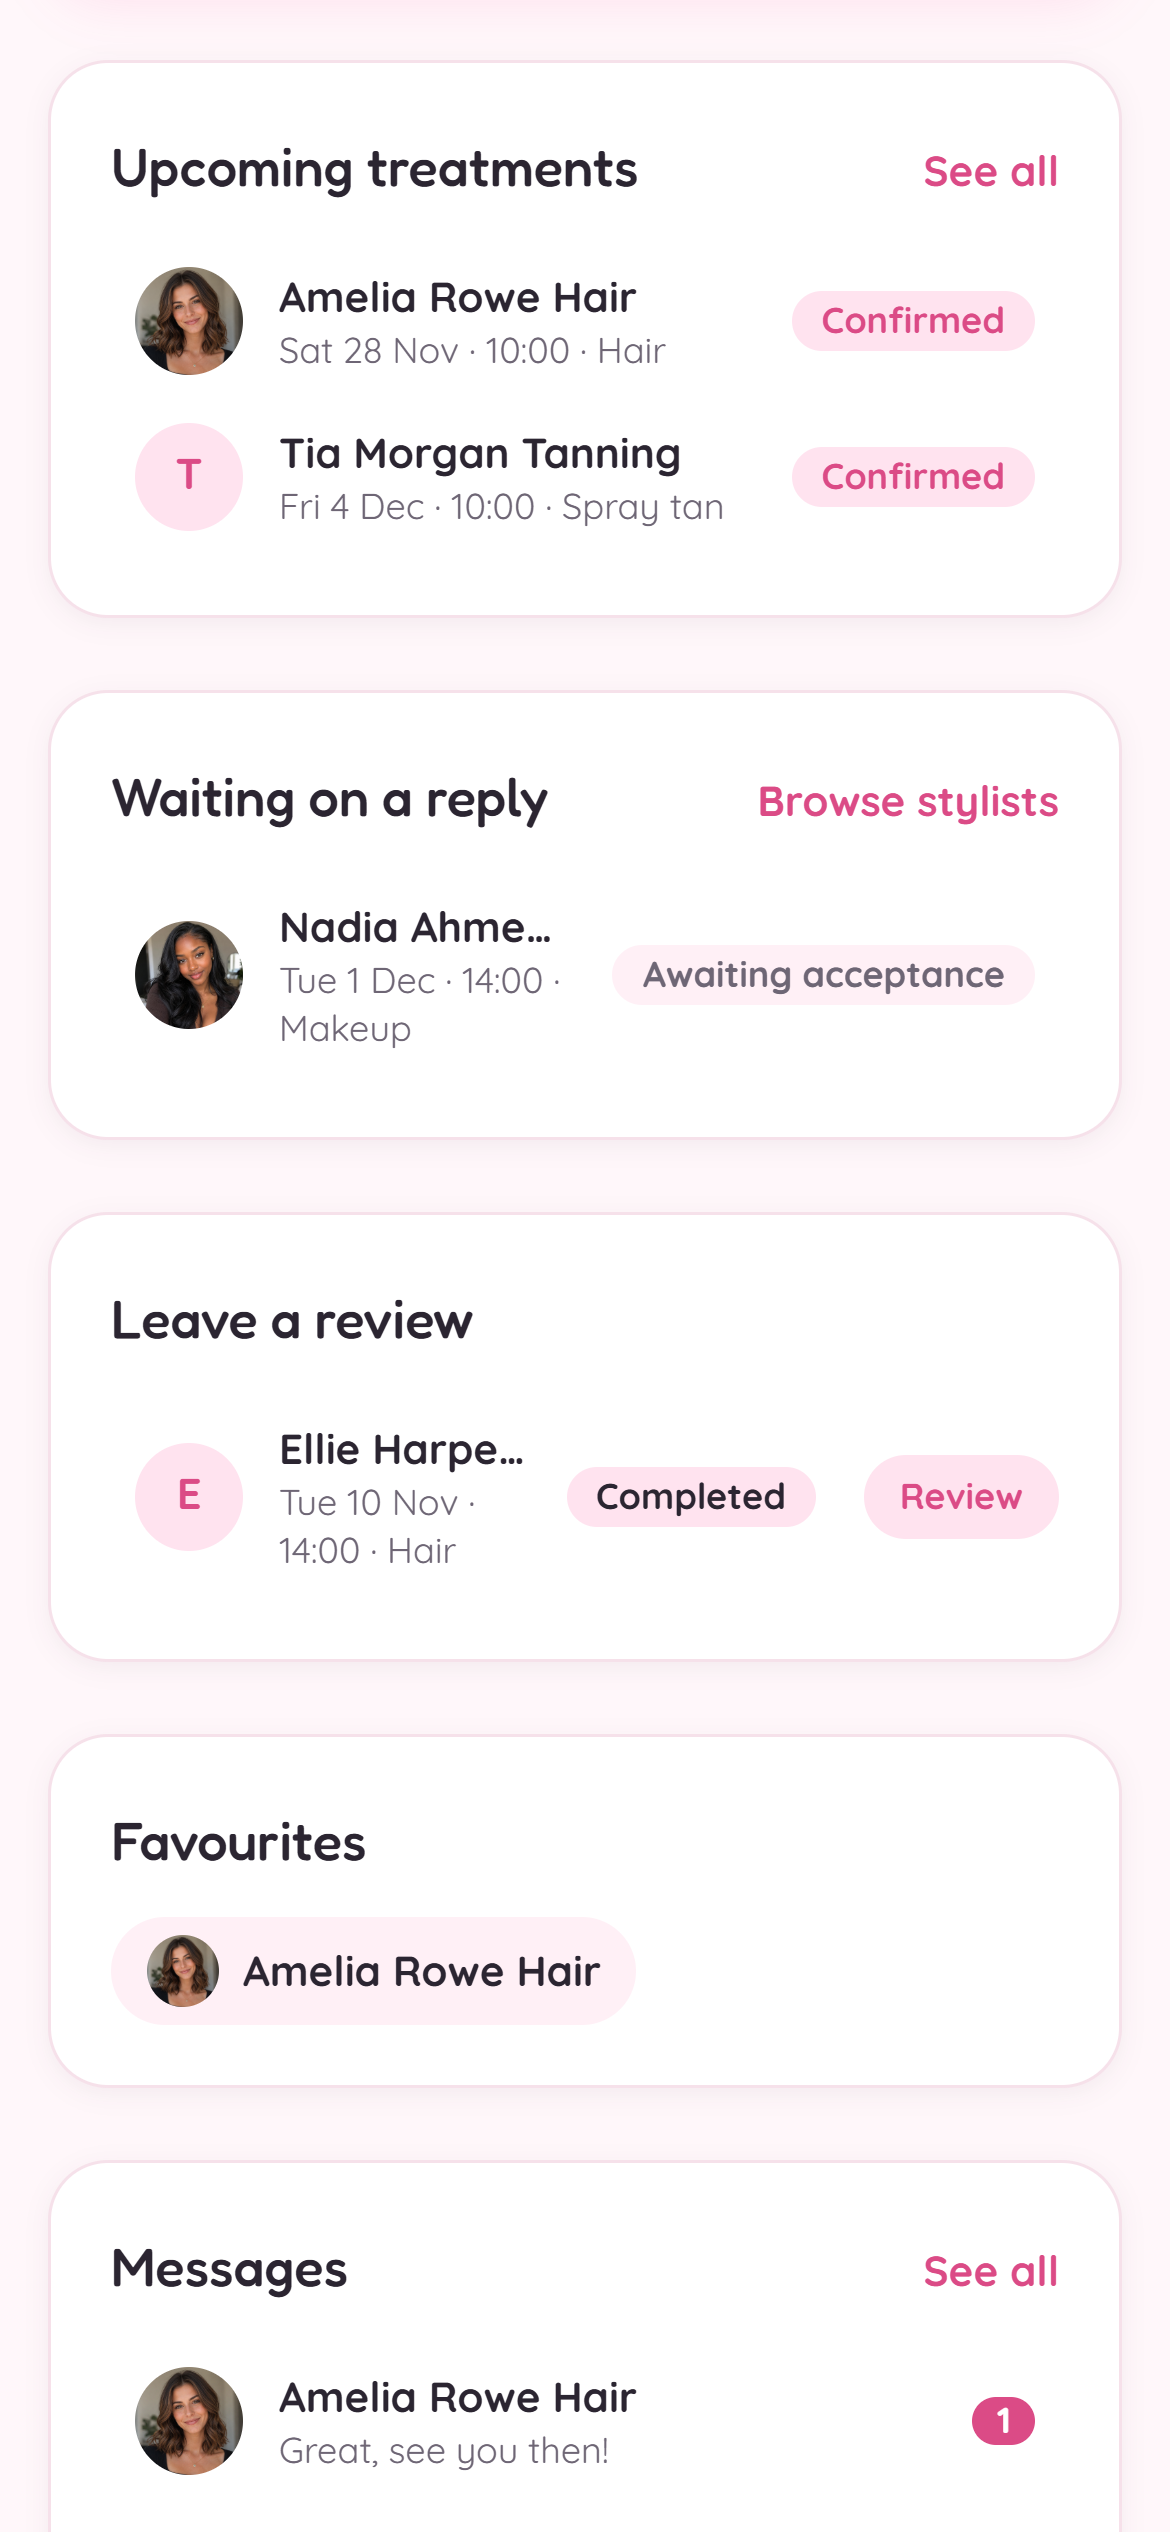 Upcoming treatments
See all
Amelia Rowe Hair
Sat 28 Nov · 10:00 · Hair
Confirmed
T
Tia Morgan Tanning
Fri 4 Dec · 10:00 · Spray tan
Confirmed
Waiting on a reply
Browse stylists
Nadia Ahme...
Tue 1 Dec · 14:00 ·
Makeup
Awaiting acceptance
Leave a review
E
Ellie Harpe...
Tue 10 Nov ·
14:00 · Hair
Completed
Review
Favourites
Amelia Rowe Hair
Messages
See all
Amelia Rowe Hair
Great, see you then!
1